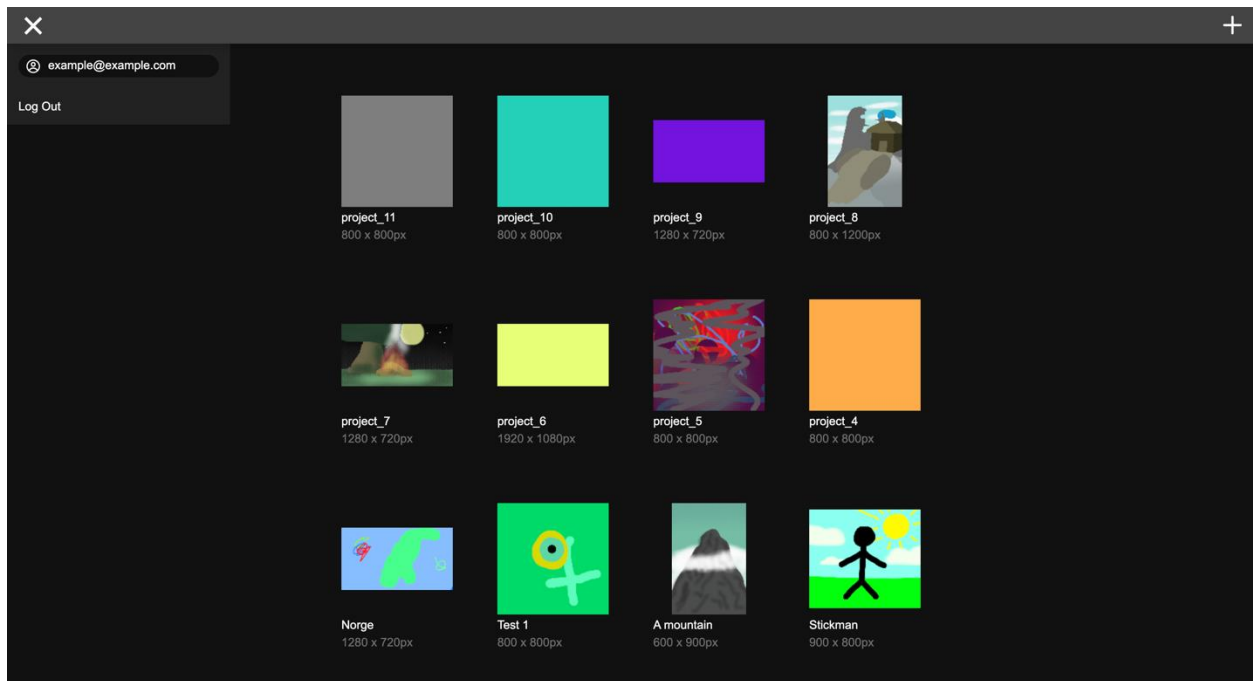 example@example.com
Log Out
project_11
800 x 800px
project_10
800 x 800px
project_9
1280 x 720px
project_8
800 x 1200px
project_7
1280 x 720px
project_6
1920 x 1080px
project_5
800 x 800px
project_4
800 x 800px
Norge
1280 x 720px
Test 1
800 x 800px
A mountain
600 x 900px
Stickman
900 x 800px